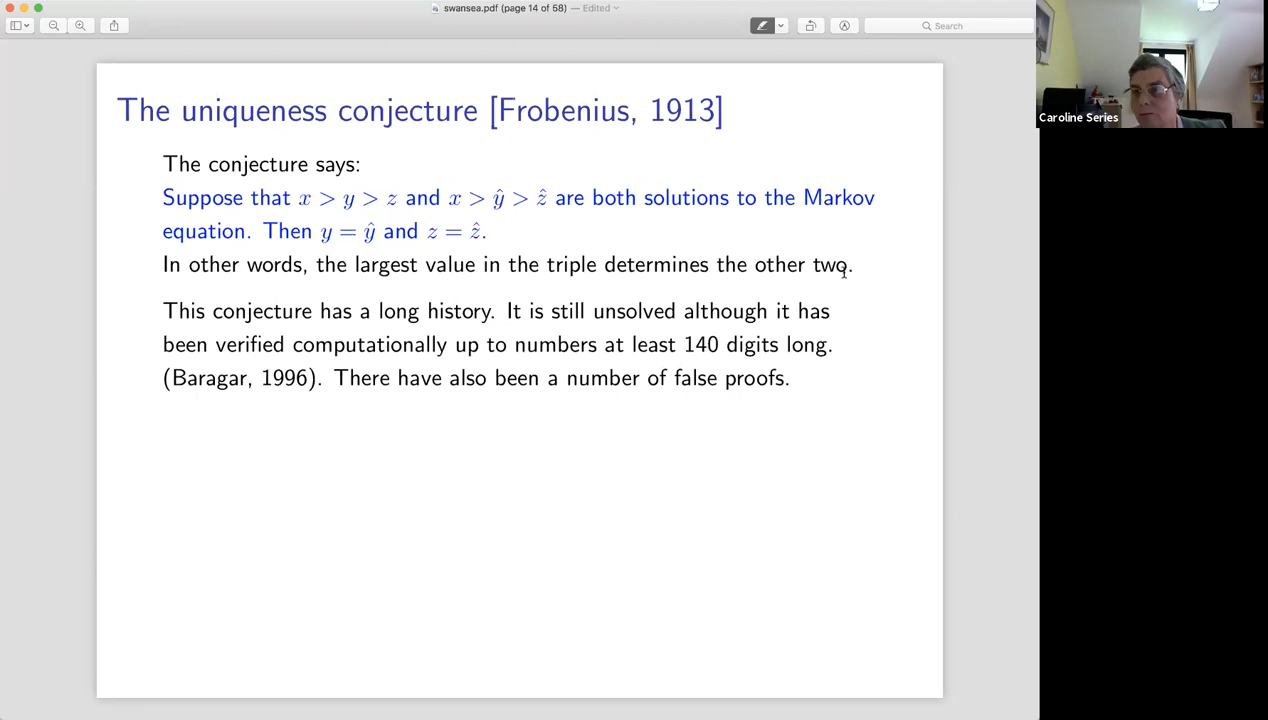 swansea.pdf (page 14 of 58) — Edited
Search
The uniqueness conjecture [Frobenius, 1913]
The conjecture says:
Suppose that x > y > z and x > ŷ > ẑ are both solutions to the Markov
equation. Then y = ŷ and z = ẑ.
In other words, the largest value in the triple determines the other two.
This conjecture has a long history. It is still unsolved although it has
been verified computationally up to numbers at least 140 digits long.
(Baragar, 1996). There have also been a number of false proofs.
Caroline Series